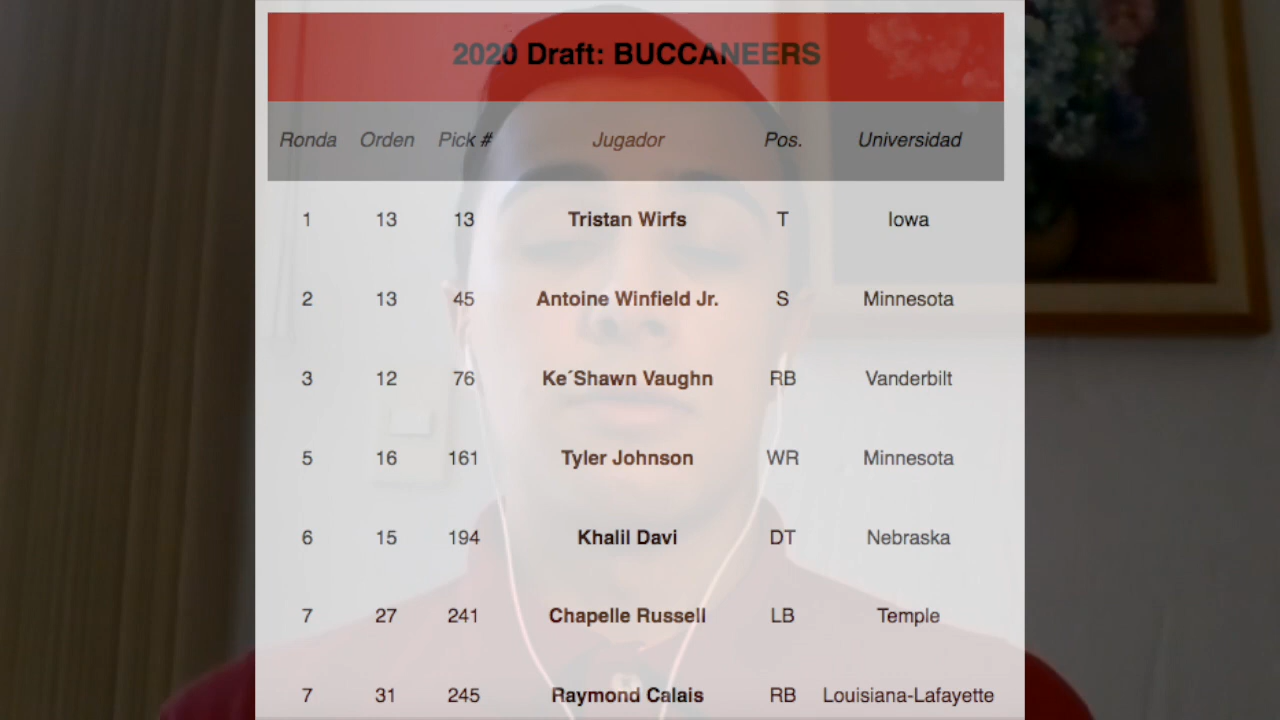 2020 Draft: BUCCANEERS
Ronda Orden Pick # Jugador Pos. Universidad
1 13 13 Tristan Wirfs T Iowa
2 13 45 Antoine Winfield Jr. S Minnesota
3 12 76 Ke´Shawn Vaughn RB Vanderbilt
5 16 161 Tyler Johnson WR Minnesota
6 15 194 Khalil Davi DT Nebraska
7 27 241 Chapelle Russell LB Temple
7 31 245 Raymond Calais RB Louisiana-Lafayette